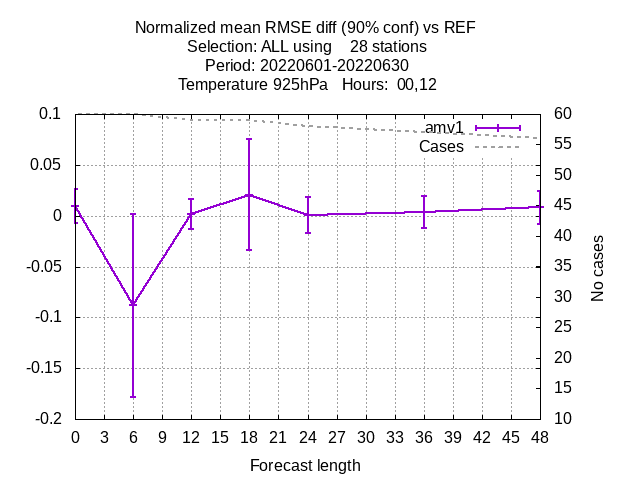 Normalized mean RMSE diff (90% conf) vs REF
Selection: ALL using    28 stations
Period: 20220601-20220630
Temperature 925hPa   Hours:  00,12
amv1
Cases
0.1
0.05
0
-0.05
-0.1
-0.15
-0.2
60
55
50
45
40
35
30
25
20
15
10
No cases
0 3 6 9 12 15 18 21 24 27 30 33 36 39 42 45 48
Forecast length